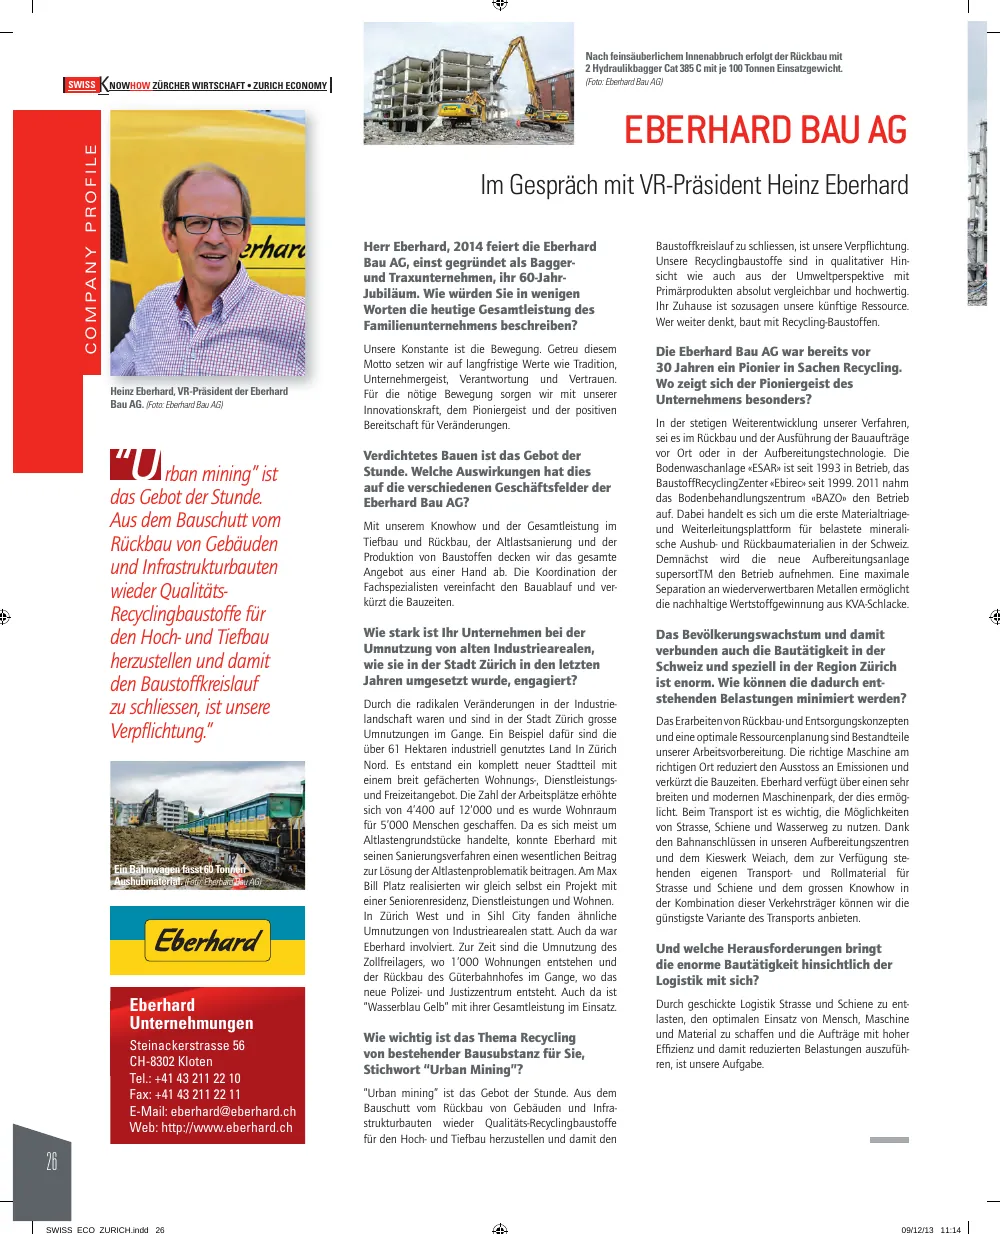 SWISS KNOWHOW ZÜRCHER WIRTSCHAFT • ZURICH ECONOMY
COMPANY PROFILE
Nach feinsäuberlichem Innenabbruch erfolgt der Rückbau mit
2 Hydraulikbagger Cat 385 C mit je 100 Tonnen Einsatzgewicht.
(Foto: Eberhard Bau AG)
EBERHARD BAU AG
Im Gespräch mit VR-Präsident Heinz Eberhard
erhard
Heinz Eberhard, VR-Präsident der Eberhard
Bau AG. (Foto: Eberhard Bau AG)
“Urban mining” ist
das Gebot der Stunde.
Aus dem Bauschutt vom
Rückbau von Gebäuden
und Infrastrukturbauten
wieder Qualitäts-
Recyclingbaustoffe für
den Hoch- und Tiefbau
herzustellen und damit
den Baustoffkreislauf
zu schliessen, ist unsere
Verpflichtung.”
Ein Bahnwagen fasst 60 Tonnen
Aushubmaterial. (Foto: Eberhard Bau AG)
Eberhard
Eberhard
Unternehmungen
Steinackerstrasse 56
CH-8302 Kloten
Tel.: +41 43 211 22 10
Fax: +41 43 211 22 11
E-Mail: eberhard@eberhard.ch
Web: http://www.eberhard.ch
Herr Eberhard, 2014 feiert die Eberhard
Bau AG, einst gegründet als Bagger-
und Traxunternehmen, ihr 60-Jahr-
Jubiläum. Wie würden Sie in wenigen
Worten die heutige Gesamtleistung des
Familienunternehmens beschreiben?
Unsere Konstante ist die Bewegung. Getreu diesem
Motto setzen wir auf langfristige Werte wie Tradition,
Unternehmergeist, Verantwortung und Vertrauen.
Für die nötige Bewegung sorgen wir mit unserer
Innovationskraft, dem Pioniergeist und der positiven
Bereitschaft für Veränderungen.
Verdichtetes Bauen ist das Gebot der
Stunde. Welche Auswirkungen hat dies
auf die verschiedenen Geschäftsfelder der
Eberhard Bau AG?
Mit unserem Knowhow und der Gesamtleistung im
Tiefbau und Rückbau, der Altlastsanierung und der
Produktion von Baustoffen decken wir das gesamte
Angebot aus einer Hand ab. Die Koordination der
Fachspezialisten vereinfacht den Bauablauf und ver-
kürzt die Bauzeiten.
Wie stark ist Ihr Unternehmen bei der
Umnutzung von alten Industriearealen,
wie sie in der Stadt Zürich in den letzten
Jahren umgesetzt wurde, engagiert?
Durch die radikalen Veränderungen in der Industrie-
landschaft waren und sind in der Stadt Zürich grosse
Umnutzungen im Gange. Ein Beispiel dafür sind die
über 61 Hektaren industriell genutztes Land In Zürich
Nord. Es entstand ein komplett neuer Stadtteil mit
einem breit gefächerten Wohnungs-, Dienstleistungs-
und Freizeitangebot. Die Zahl der Arbeitsplätze erhöhte
sich von 4’400 auf 12’000 und es wurde Wohnraum
für 5’000 Menschen geschaffen. Da es sich meist um
Altlastengrundstücke handelte, konnte Eberhard mit
seinen Sanierungsverfahren einen wesentlichen Beitrag
zur Lösung der Altlastenproblematik beitragen. Am Max
Bill Platz realisierten wir gleich selbst ein Projekt mit
einer Seniorenresidenz, Dienstleistungen und Wohnen.
In Zürich West und in Sihl City fanden ähnliche
Umnutzungen von Industriearealen statt. Auch da war
Eberhard involviert. Zur Zeit sind die Umnutzung des
Zollfreilagers, wo 1’000 Wohnungen entstehen und
der Rückbau des Güterbahnhofes im Gange, wo das
neue Polizei- und Justizzentrum entsteht. Auch da ist
“Wasserblau Gelb” mit ihrer Gesamtleistung im Einsatz.
Wie wichtig ist das Thema Recycling
von bestehender Bausubstanz für Sie,
Stichwort “Urban Mining”?
“Urban mining” ist das Gebot der Stunde. Aus dem
Bauschutt vom Rückbau von Gebäuden und Infra-
strukturbauten wieder Qualitäts-Recyclingbaustoffe
für den Hoch- und Tiefbau herzustellen und damit den
Baustoffkreislauf zu schliessen, ist unsere Verpflichtung.
Unsere Recyclingbaustoffe sind in qualitativer Hin-
sicht wie auch aus der Umweltperspektive mit
Primärprodukten absolut vergleichbar und hochwertig.
Ihr Zuhause ist sozusagen unsere künftige Ressource.
Wer weiter denkt, baut mit Recycling-Baustoffen.
Die Eberhard Bau AG war bereits vor
30 Jahren ein Pionier in Sachen Recycling.
Wo zeigt sich der Pioniergeist des
Unternehmens besonders?
In der stetigen Weiterentwicklung unserer Verfahren,
sei es im Rückbau und der Ausführung der Bauaufträge
vor Ort oder in der Aufbereitungstechnologie. Die
Bodenwaschanlage «ESAR» ist seit 1993 in Betrieb, das
BaustoffRecyclingZenter «Ebirec» seit 1999. 2011 nahm
das Bodenbehandlungszentrum «BAZO» den Betrieb
auf. Dabei handelt es sich um die erste Materialtriage-
und Weiterleitungsplattform für belastete minerali-
sche Aushub- und Rückbaumaterialien in der Schweiz.
Demnächst wird die neue Aufbereitungsanlage
supersortTM den Betrieb aufnehmen. Eine maximale
Separation an wiederverwertbaren Metallen ermöglicht
die nachhaltige Wertstoffgewinnung aus KVA-Schlacke.
Das Bevölkerungswachstum und damit
verbunden auch die Bautätigkeit in der
Schweiz und speziell in der Region Zürich
ist enorm. Wie können die dadurch ent-
stehenden Belastungen minimiert werden?
Das Erarbeiten von Rückbau- und Entsorgungskonzepten
und eine optimale Ressourcenplanung sind Bestandteile
unserer Arbeitsvorbereitung. Die richtige Maschine am
richtigen Ort reduziert den Ausstoss an Emissionen und
verkürzt die Bauzeiten. Eberhard verfügt über einen sehr
breiten und modernen Maschinenpark, der dies ermög-
licht. Beim Transport ist es wichtig, die Möglichkeiten
von Strasse, Schiene und Wasserweg zu nutzen. Dank
den Bahnanschlüssen in unseren Aufbereitungszentren
und dem Kieswerk Weiach, dem zur Verfügung ste-
henden eigenen Transport- und Rollmaterial für
Strasse und Schiene und dem grossen Knowhow in
der Kombination dieser Verkehrsträger können wir die
günstigste Variante des Transports anbieten.
Und welche Herausforderungen bringt
die enorme Bautätigkeit hinsichtlich der
Logistik mit sich?
Durch geschickte Logistik Strasse und Schiene zu ent-
lasten, den optimalen Einsatz von Mensch, Maschine
und Material zu schaffen und die Aufträge mit hoher
Effizienz und damit reduzierten Belastungen auszufüh-
ren, ist unsere Aufgabe.
26
SWISS_ECO_ZURICH.indd 26
09/12/13 11:14